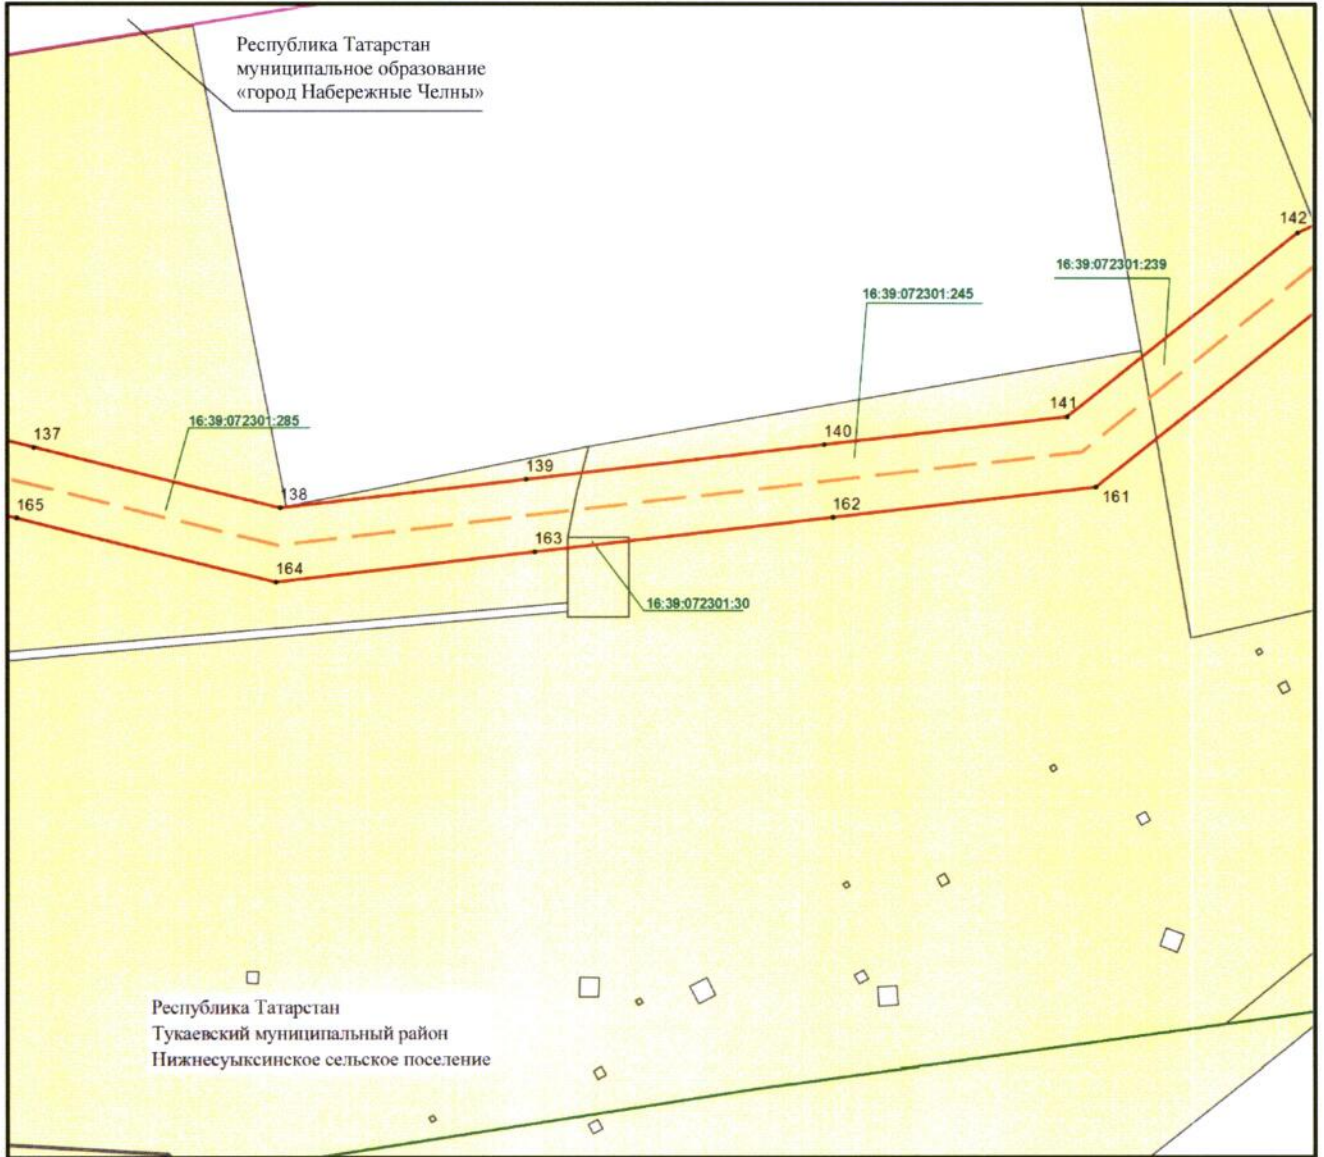 Республика Татарстан
муниципальное образование
«город Набережные Челны»
142
16:39:072301:239
16:39:072301:245
141
16:39:072301:285
137
140
139
138
165
161
162
163
164
16:39:072301:30
Республика Татарстан
Тукаевский муниципальный район
Нижнесуыксинское сельское поселение